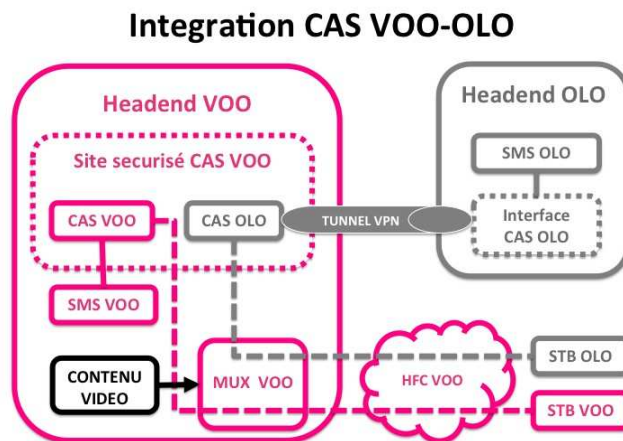 Integration CAS VOO-OLO
Headend VOO
Headend OLO
Site securisé CAS VOO
SMS OLO
CAS VOO
CAS OLO
TUNNEL VPN
Interface
CAS OLO
SMS VOO
CONTENU
VIDEO
MUX VOO
HFC VOO
STB OLO
STB VOO